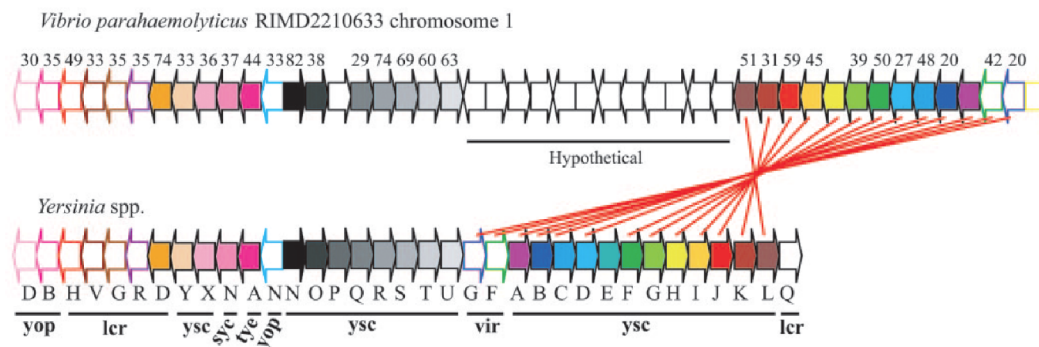 Vibrio parahaemolyticus RIMD2210633 chromosome 1
30 35 49 33 35 35 74 33 36 37 44 33 82 38 29 74 69 60 63 51 31 59 45 39 50 27 48 20 42 20
Hypothetical
Yersinia spp.
D B H V G R D Y X N A N N O P Q R S T U G F A B C D E F G H I J K L Q
yop lcr ysc syc tye yop ysc vir ysc lcr